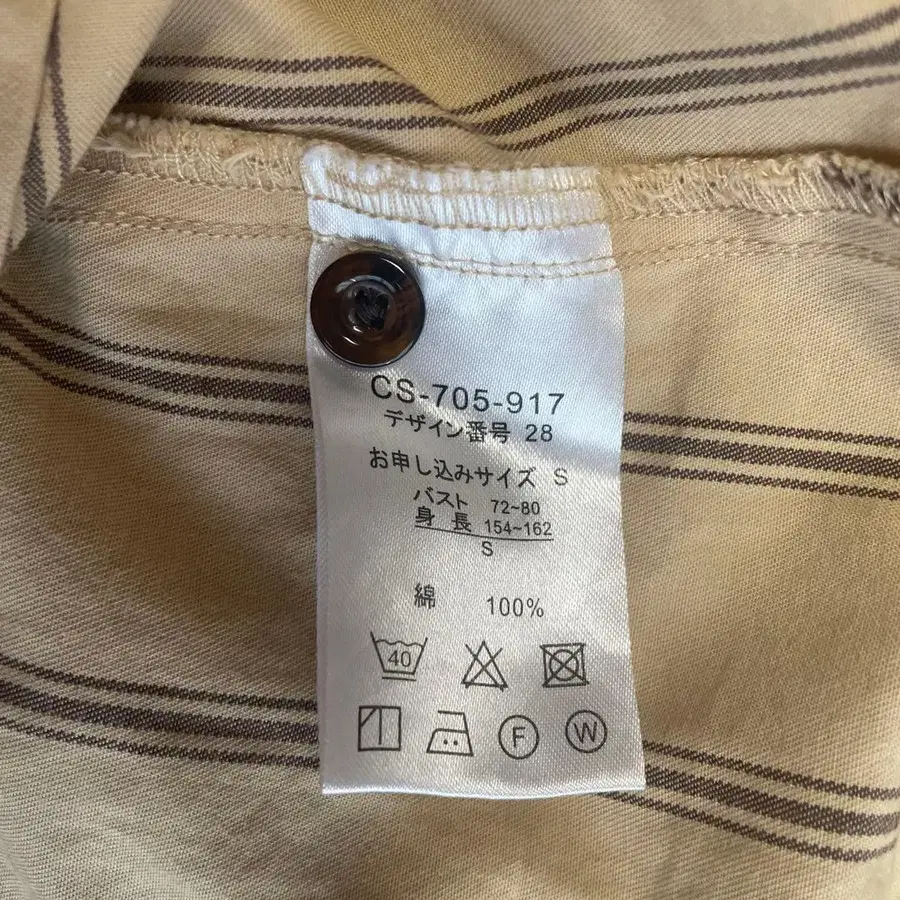 CS-705-917
デザイン番号 28
お申し込みサイズ S
バスト 72~80
身長 154~162
S
綿 100%
40
F W